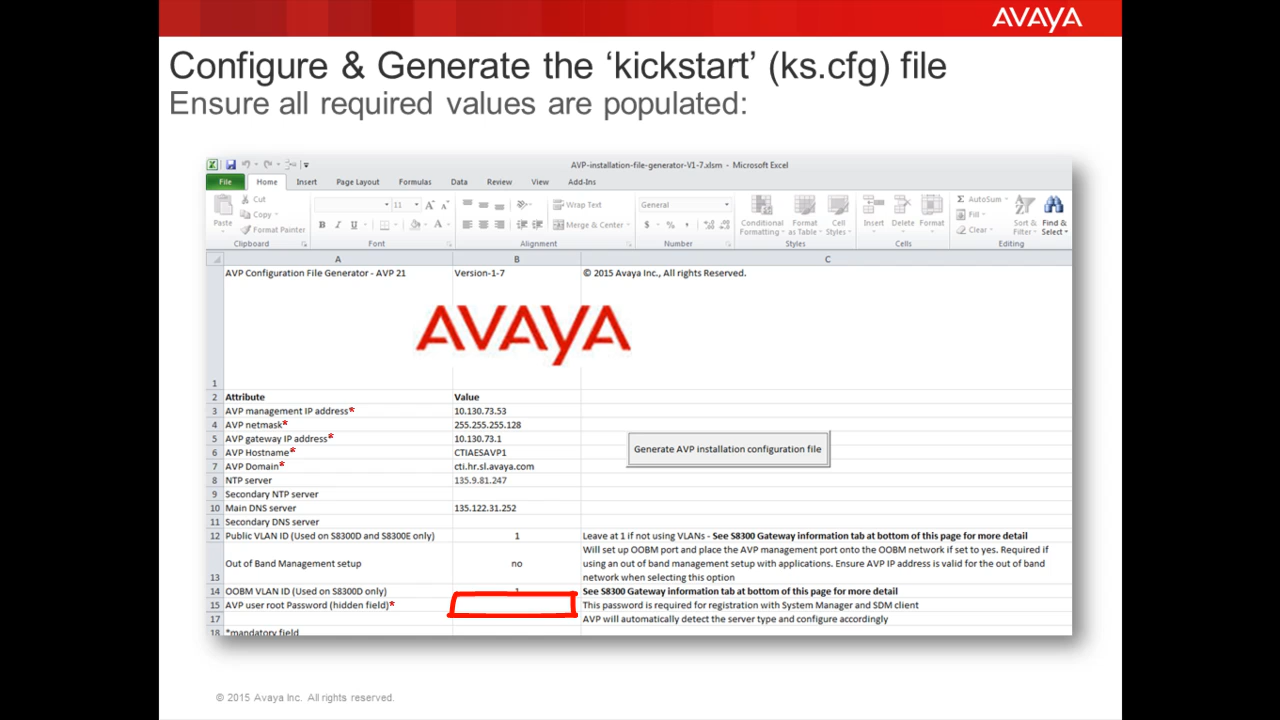 AVAYA
Configure & Generate the ‘kickstart’ (ks.cfg) file
Ensure all required values are populated:
AVP-installation-file-generator-V1-7.xlsm - Microsoft Excel
File Home Insert Page Layout Formulas Data Review View Add-Ins
Cut
Copy
Format Painter
Paste
Clipboard
11
A A
B I U
A
Font
Wrap Text
Merge & Center
Alignment
General
$ % ,
Number
Conditional Formatting
Format as Table
Cell Styles
Styles
Insert Delete Format
Cells
Σ AutoSum
Fill
Clear
Sort & Filter
Find & Select
Editing
A B C
AVP Configuration File Generator - AVP 21 Version-1-7 © 2015 Avaya Inc., All rights Reserved.
AVAYA
1
2 Attribute Value
3 AVP management IP address* 10.130.73.53
4 AVP netmask* 255.255.255.128
5 AVP gateway IP address* 10.130.73.1
Generate AVP installation configuration file
6 AVP Hostname* CTIAESAVP1
7 AVP Domain* cti.hr.sl.avaya.com
8 NTP server 135.9.81.247
9 Secondary NTP server
10 Main DNS server 135.122.31.252
11 Secondary DNS server
12 Public VLAN ID (Used on S8300D and S8300E only) 1 Leave at 1 if not using VLANs - See S8300 Gateway information tab at bottom of this page for more detail
Will set up OOBM port and place the AVP management port onto the OOBM network if set to yes. Required if
Out of Band Management setup no using an out of band management setup with applications. Ensure AVP IP address is valid for the out of band
13 network when selecting this option
14 OOBM VLAN ID (Used on S8300D only) 1 See S8300 Gateway information tab at bottom of this page for more detail
15 AVP user root Password (hidden field)* This password is required for registration with System Manager and SDM client
17 AVP will automatically detect the server type and configure accordingly
18 *mandatory field
© 2015 Avaya Inc. All rights reserved.